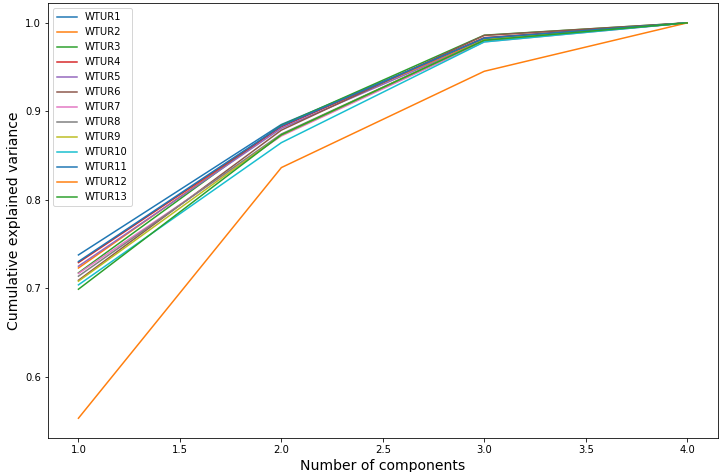 WTUR1
WTUR2
WTUR3
WTUR4
WTUR5
WTUR6
WTUR7
WTUR8
WTUR9
WTUR10
WTUR11
WTUR12
WTUR13
Cumulative explained variance
1.0
0.9
0.8
0.7
0.6
1.0 1.5 2.0 2.5 3.0 3.5 4.0
Number of components